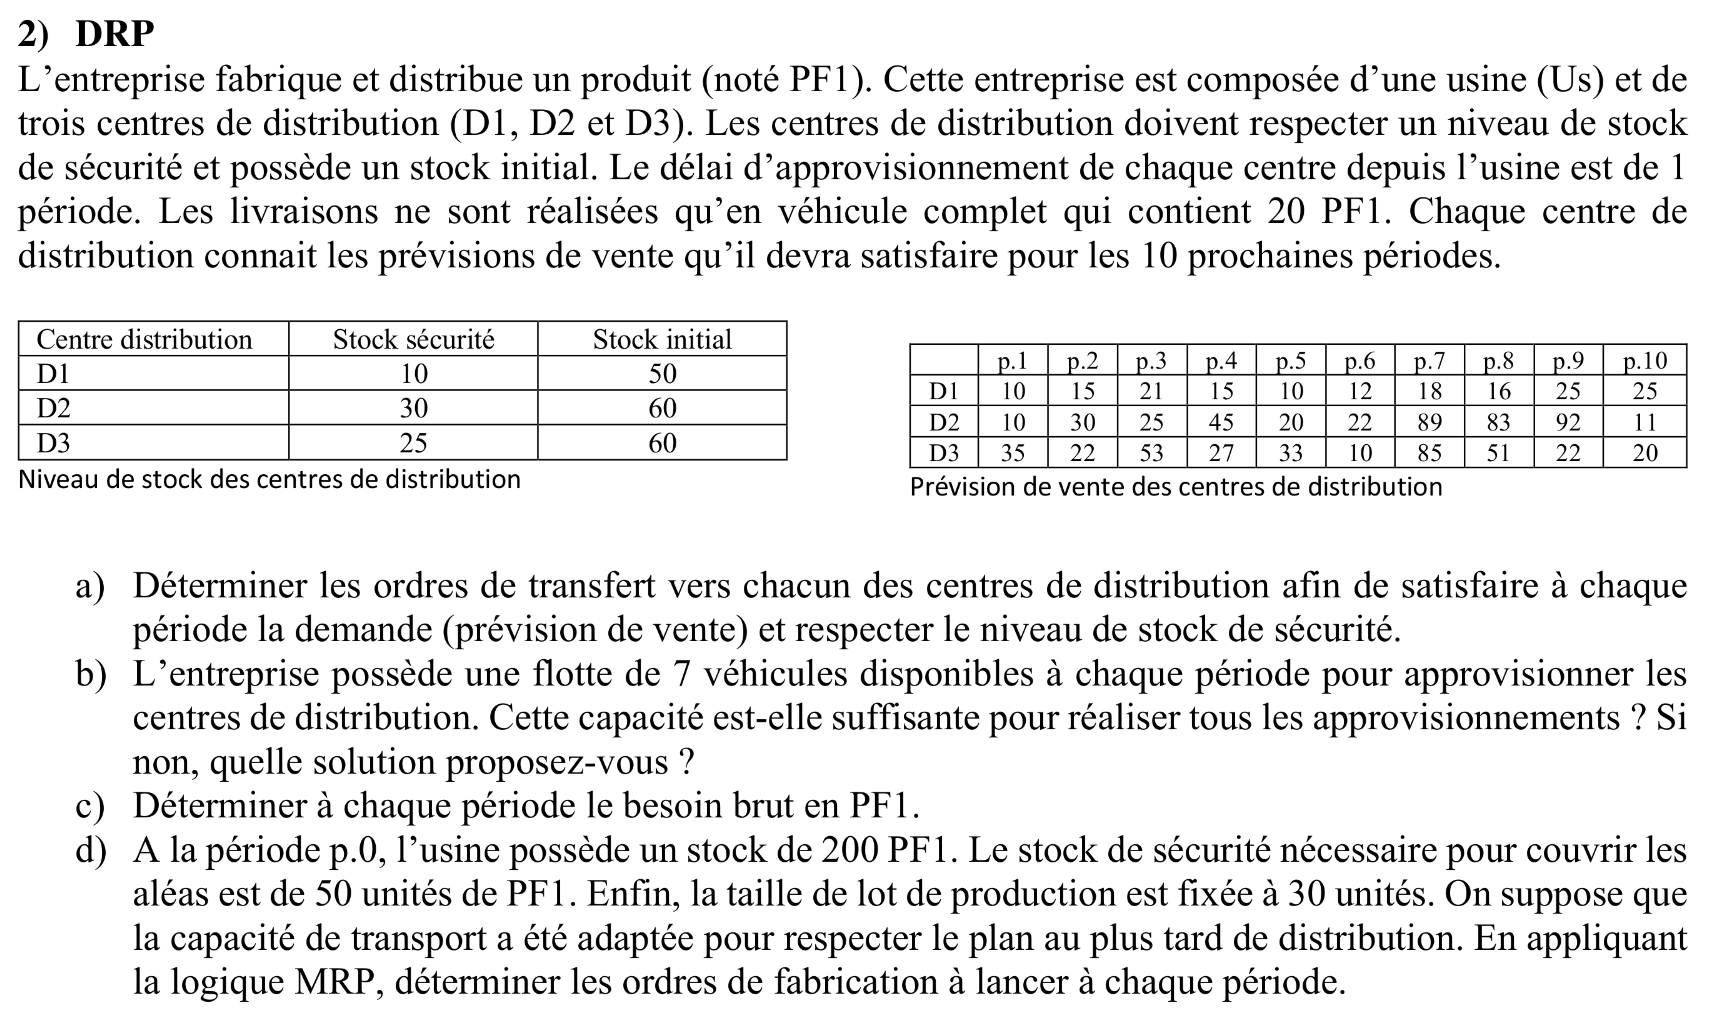 2) DRP
L’entreprise fabrique et distribue un produit (noté PF1). Cette entreprise est composée d’une usine (Us) et de
trois centres de distribution (D1, D2 et D3). Les centres de distribution doivent respecter un niveau de stock
de sécurité et possède un stock initial. Le délai d’approvisionnement de chaque centre depuis l’usine est de 1
période. Les livraisons ne sont réalisées qu’en véhicule complet qui contient 20 PF1. Chaque centre de
distribution connait les prévisions de vente qu’il devra satisfaire pour les 10 prochaines périodes.
Centre distribution Stock sécurité Stock initial
D1 10 50
D2 30 60
D3 25 60
Niveau de stock des centres de distribution
p.1 p.2 p.3 p.4 p.5 p.6 p.7 p.8 p.9 p.10
D1 10 15 21 15 10 12 18 16 25 25
D2 10 30 25 45 20 22 89 83 92 11
D3 35 22 53 27 33 10 85 51 22 20
Prévision de vente des centres de distribution
a) Déterminer les ordres de transfert vers chacun des centres de distribution afin de satisfaire à chaque
période la demande (prévision de vente) et respecter le niveau de stock de sécurité.
b) L’entreprise possède une flotte de 7 véhicules disponibles à chaque période pour approvisionner les
centres de distribution. Cette capacité est-elle suffisante pour réaliser tous les approvisionnements ? Si
non, quelle solution proposez-vous ?
c) Déterminer à chaque période le besoin brut en PF1.
d) A la période p.0, l’usine possède un stock de 200 PF1. Le stock de sécurité nécessaire pour couvrir les
aléas est de 50 unités de PF1. Enfin, la taille de lot de production est fixée à 30 unités. On suppose que
la capacité de transport a été adaptée pour respecter le plan au plus tard de distribution. En appliquant
la logique MRP, déterminer les ordres de fabrication à lancer à chaque période.